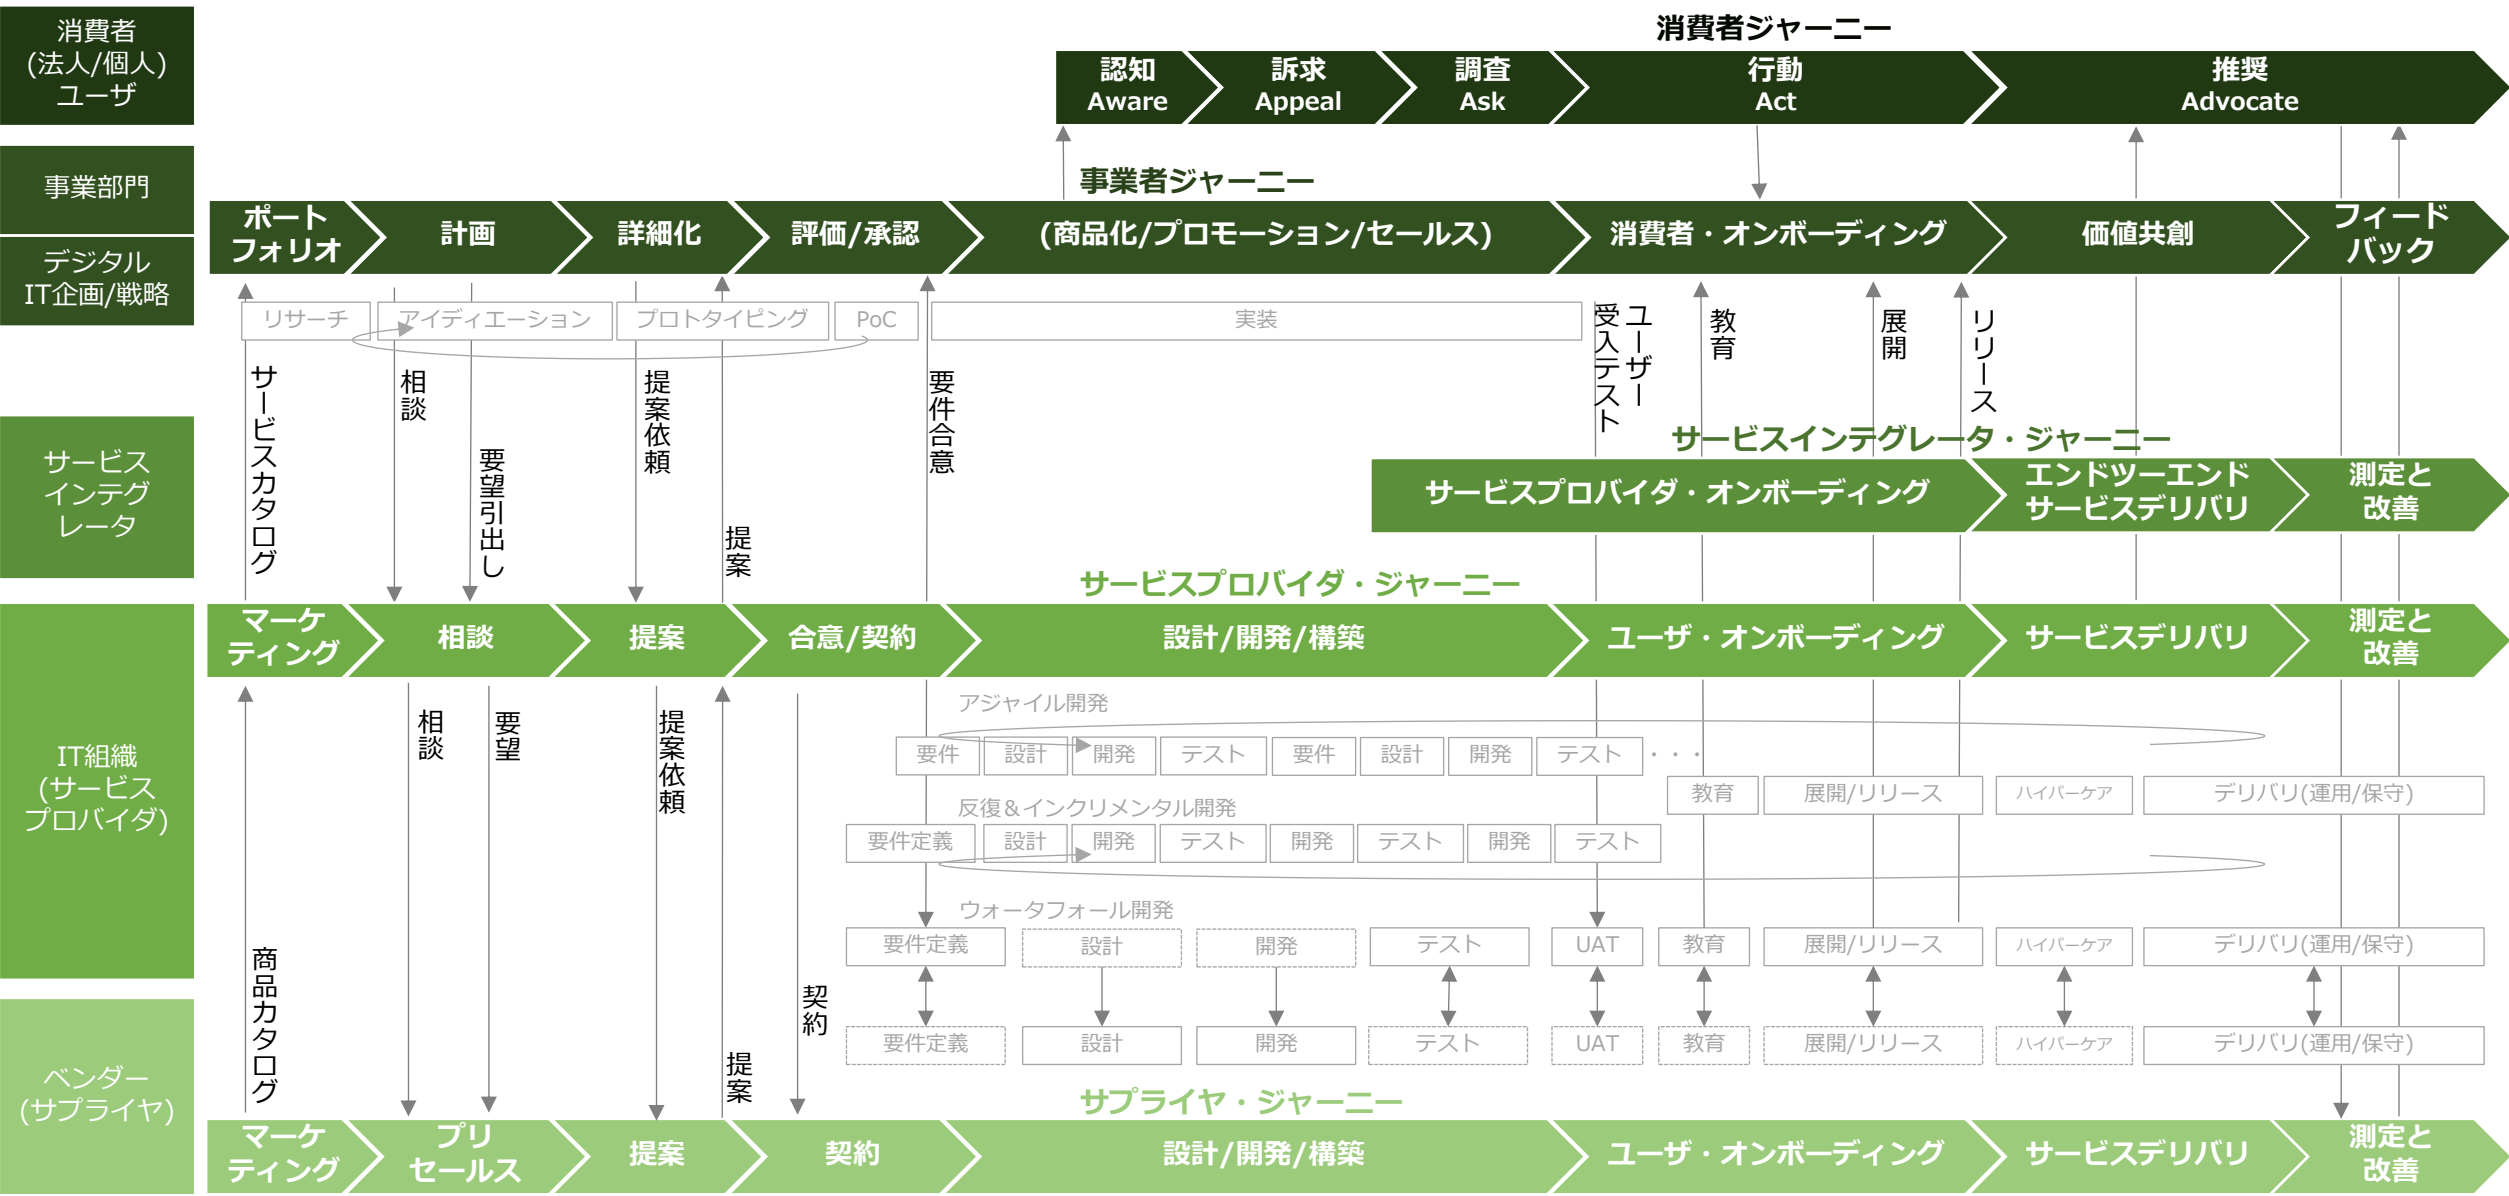 消費者
(法人/個人)
ユーザ
消費者ジャーニー
認知
Aware
訴求
Appeal
調査
Ask
行動
Act
推奨
Advocate
事業部門
デジタル
IT企画/戦略
事業者ジャーニー
ポート
フォリオ
計画
詳細化
評価/承認
(商品化/プロモーション/セールス)
消費者・オンボーディング
価値共創
フィード
バック
リサーチ
アイディエーション
プロトタイピング
PoC
実装
サービスカタログ
相談
要望引出し
提案依頼
提案
要件合意
ユーザー
受入テスト
教育
展開
リリース
サービス
インテグ
レータ
サービスインテグレータ・ジャーニー
サービスプロバイダ・オンボーディング
エンドツーエンド
サービスデリバリ
測定と
改善
IT組織
(サービス
プロバイダ)
サービスプロバイダ・ジャーニー
マーケ
ティング
相談
提案
合意/契約
設計/開発/構築
ユーザ・オンボーディング
サービスデリバリ
測定と
改善
商品カタログ
相談
要望
提案依頼
提案
契約
アジャイル開発
要件
設計
開発
テスト
要件
設計
開発
テスト
・・・
教育
展開/リリース
ハイパーケア
デリバリ(運用/保守)
反復&インクリメンタル開発
要件定義
設計
開発
テスト
開発
テスト
開発
テスト
ウォータフォール開発
要件定義
設計
開発
テスト
UAT
教育
展開/リリース
ハイパーケア
デリバリ(運用/保守)
要件定義
設計
開発
テスト
UAT
教育
展開/リリース
ハイパーケア
デリバリ(運用/保守)
ベンダー
(サプライヤ)
サプライヤ・ジャーニー
マーケ
ティング
プリ
セールス
提案
契約
設計/開発/構築
ユーザ・オンボーディング
サービスデリバリ
測定と
改善